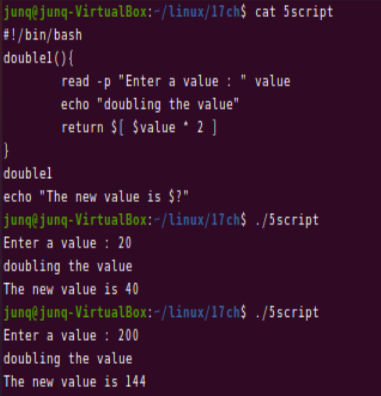 junq@junq-VirtualBox:~/linux/17ch$ cat 5script
#!/bin/bash
double1(){
        read -p "Enter a value : " value
        echo "doubling the value"
        return $[ $value * 2 ]
}
double1
echo "The new value is $?"
junq@junq-VirtualBox:~/linux/17ch$ ./5script
Enter a value : 20
doubling the value
The new value is 40
junq@junq-VirtualBox:~/linux/17ch$ ./5script
Enter a value : 200
doubling the value
The new value is 144